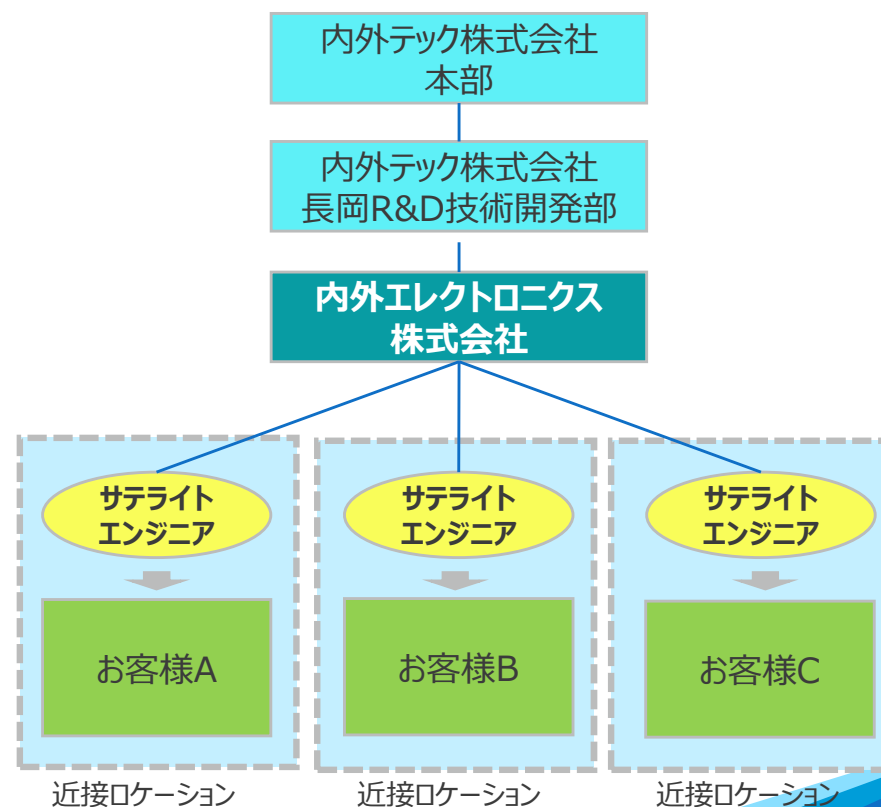 内外テック株式会社
本部
内外テック株式会社
長岡R&D技術開発部
内外エレクトロニクス
株式会社
サテライト
エンジニア
サテライト
エンジニア
サテライト
エンジニア
お客様A
お客様B
お客様C
近接ロケーション
近接ロケーション
近接ロケーション